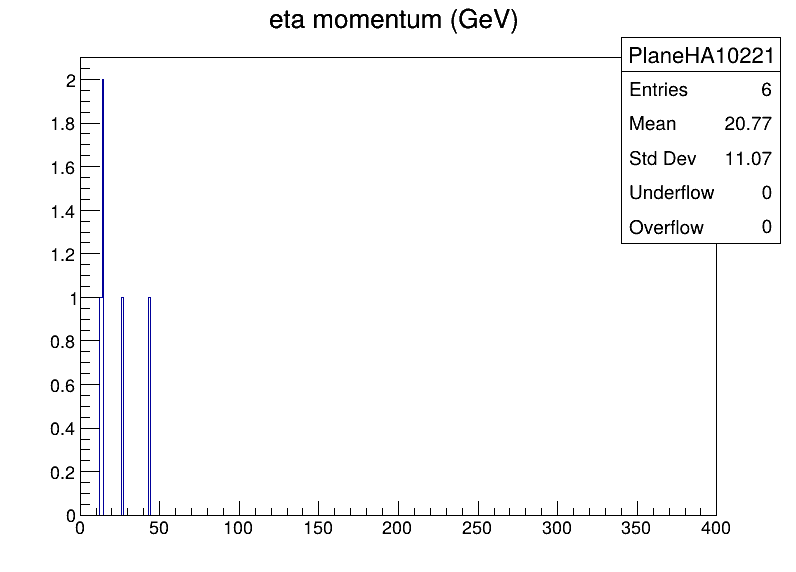 eta momentum (GeV)
PlaneHA10221
Entries 6
Mean 20.77
Std Dev 11.07
Underflow 0
Overflow 0
2
1.8
1.6
1.4
1.2
1
0.8
0.6
0.4
0.2
0
0 50 100 150 200 250 300 350 400